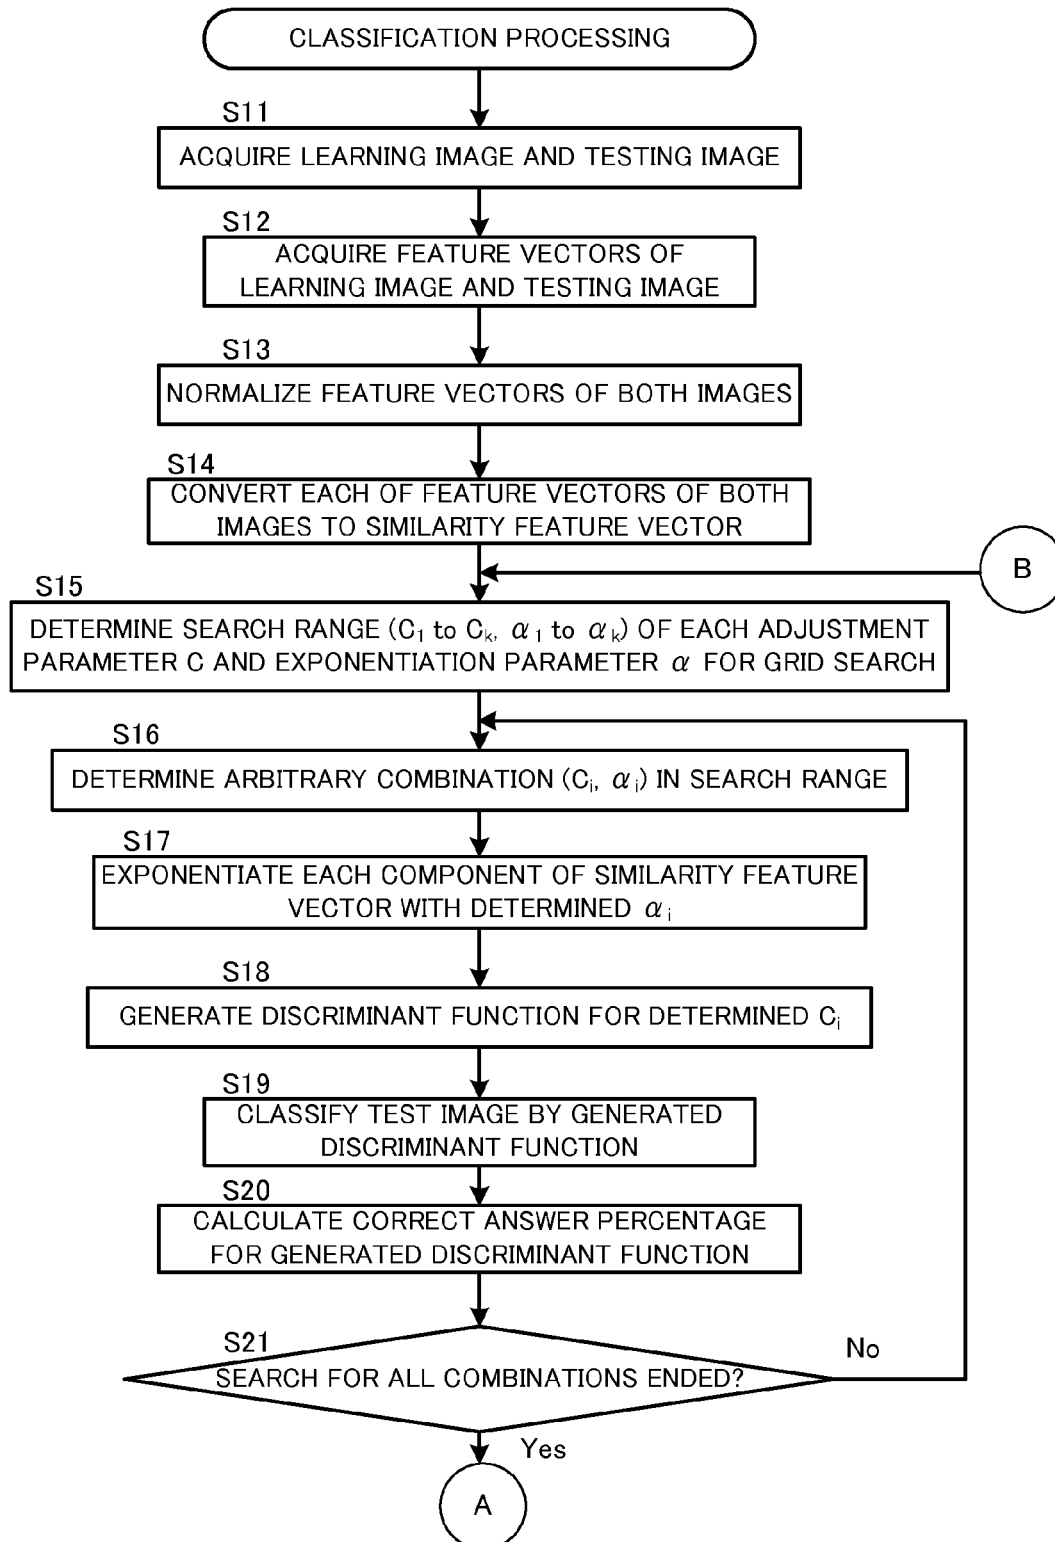 CLASSIFICATION PROCESSING
S11
ACQUIRE LEARNING IMAGE AND TESTING IMAGE
S12
ACQUIRE FEATURE VECTORS OF
LEARNING IMAGE AND TESTING IMAGE
S13
NORMALIZE FEATURE VECTORS OF BOTH IMAGES
S14
CONVERT EACH OF FEATURE VECTORS OF BOTH
IMAGES TO SIMILARITY FEATURE VECTOR
B
S15
DETERMINE SEARCH RANGE (C₁ to Cₖ, α₁ to αₖ) OF EACH ADJUSTMENT
PARAMETER C AND EXPONENTIATION PARAMETER α FOR GRID SEARCH
S16
DETERMINE ARBITRARY COMBINATION (Cᵢ, αᵢ) IN SEARCH RANGE
S17
EXPONENTIATE EACH COMPONENT OF SIMILARITY FEATURE
VECTOR WITH DETERMINED αᵢ
S18
GENERATE DISCRIMINANT FUNCTION FOR DETERMINED Cᵢ
S19
CLASSIFY TEST IMAGE BY GENERATED
DISCRIMINANT FUNCTION
S20
CALCULATE CORRECT ANSWER PERCENTAGE
FOR GENERATED DISCRIMINANT FUNCTION
S21
SEARCH FOR ALL COMBINATIONS ENDED?
No
Yes
A